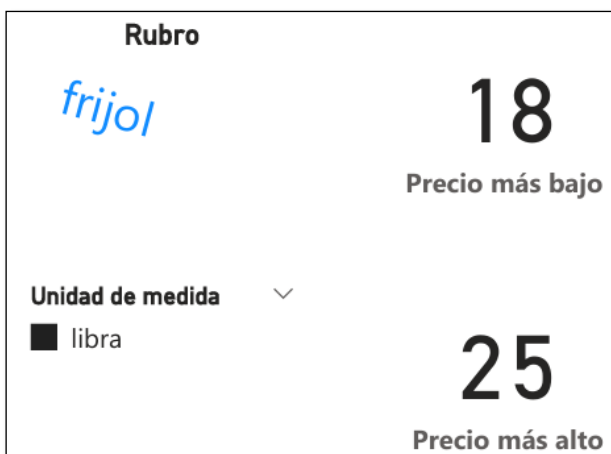 Rubro
frijol
18
Precio más bajo
Unidad de medida
libra
25
Precio más alto